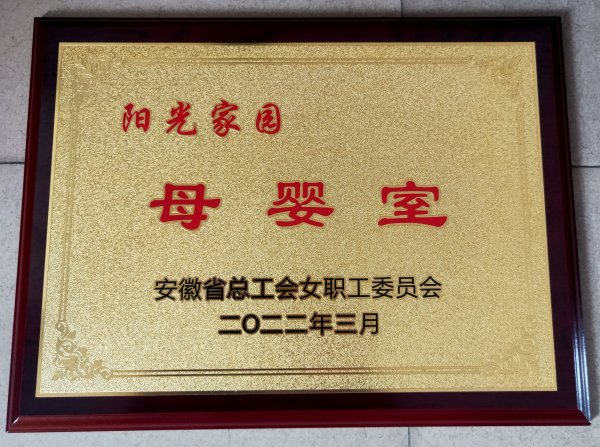 阳光家园
母婴室
安徽省总工会女职工委员会
二〇二二年三月